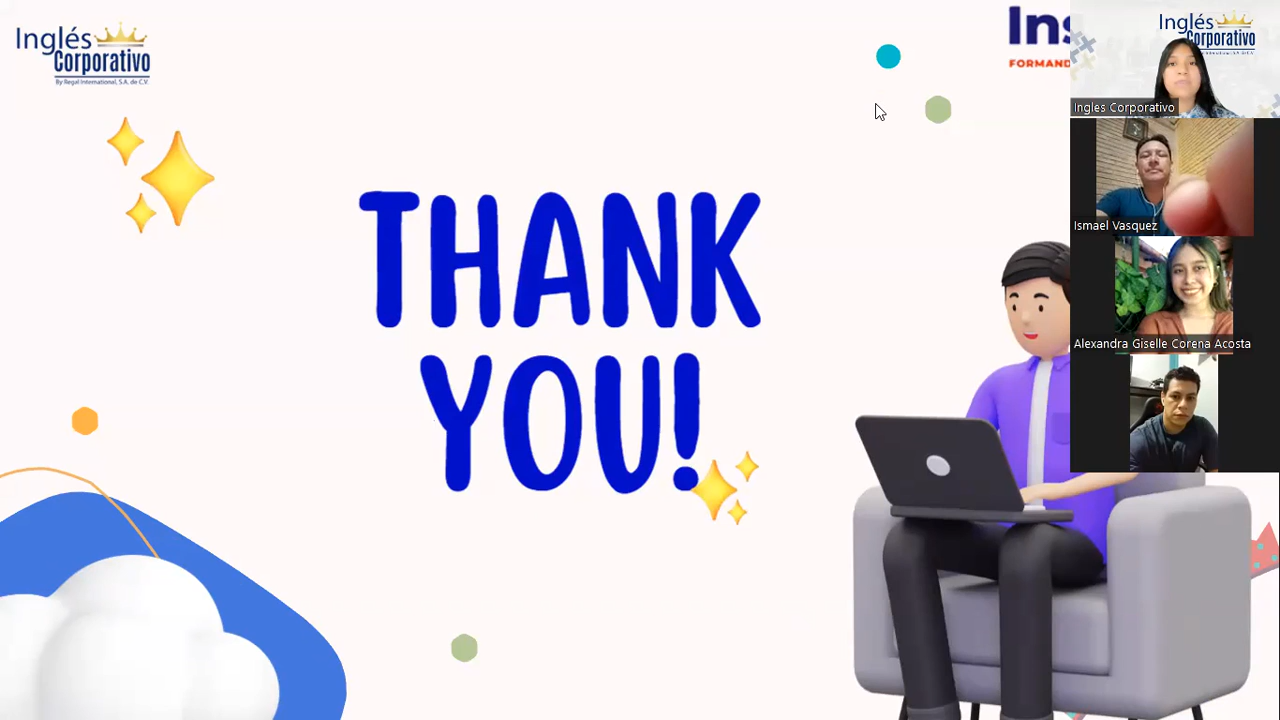 Inglés
Corporativo
By Regal International, S.A. de C.V.
THANK
YOU!
FORMAND
Inglés
Corporativo
Ingles Corporativo
Ismael Vasquez
Alexandra Giselle Corena Acosta